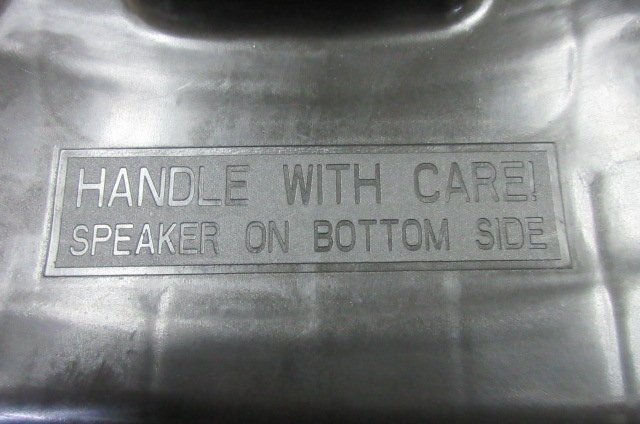 HANDLE WITH CARE!
SPEAKER ON BOTTOM SIDE